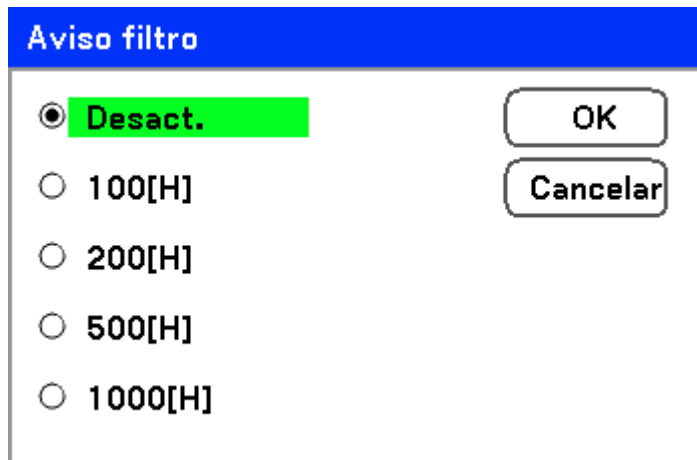 Aviso filtro
Desact.
OK
100[H]
Cancelar
200[H]
500[H]
1000[H]